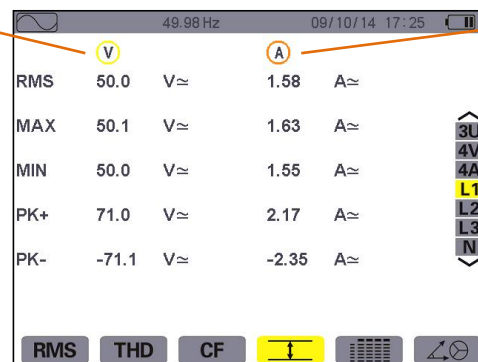 49.98 Hz 09/10/14 17:25
V A
RMS 50.0 V≃ 1.58 A≃
MAX 50.1 V≃ 1.63 A≃
MIN 50.0 V≃ 1.55 A≃
PK+ 71.0 V≃ 2.17 A≃
PK- -71.1 V≃ -2.35 A≃
3U
4V
4A
L1
L2
L3
N
RMS THD CF